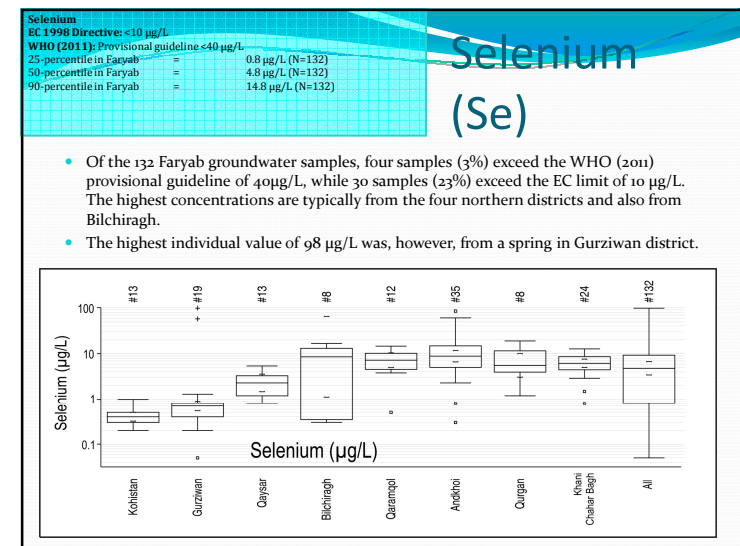 Selenium
EC 1998 Directive: <10 µg/L
WHO (2011): Provisional guideline <40 µg/L
25-percentile in Faryab = 0.8 µg/L (N=132)
50-percentile in Faryab = 4.8 µg/L (N=132)
90-percentile in Faryab = 14.8 µg/L (N=132)
Selenium
(Se)
• Of the 132 Faryab groundwater samples, four samples (3%) exceed the WHO (2011)
provisional guideline of 40µg/L, while 30 samples (23%) exceed the EC limit of 10 µg/L.
The highest concentrations are typically from the four northern districts and also from
Bilchiragh.
• The highest individual value of 98 µg/L was, however, from a spring in Gurziwan district.
#13 #19 #13 #8 #12 #35 #8 #24 #132
Selenium (µg/L)
100
10
1
0.1
Selenium (µg/L)
Kohistan
Gurziwan
Qaysar
Bilchiragh
Qaramqol
Andkhoi
Qurgan
Khani
Chahar Bagh
All